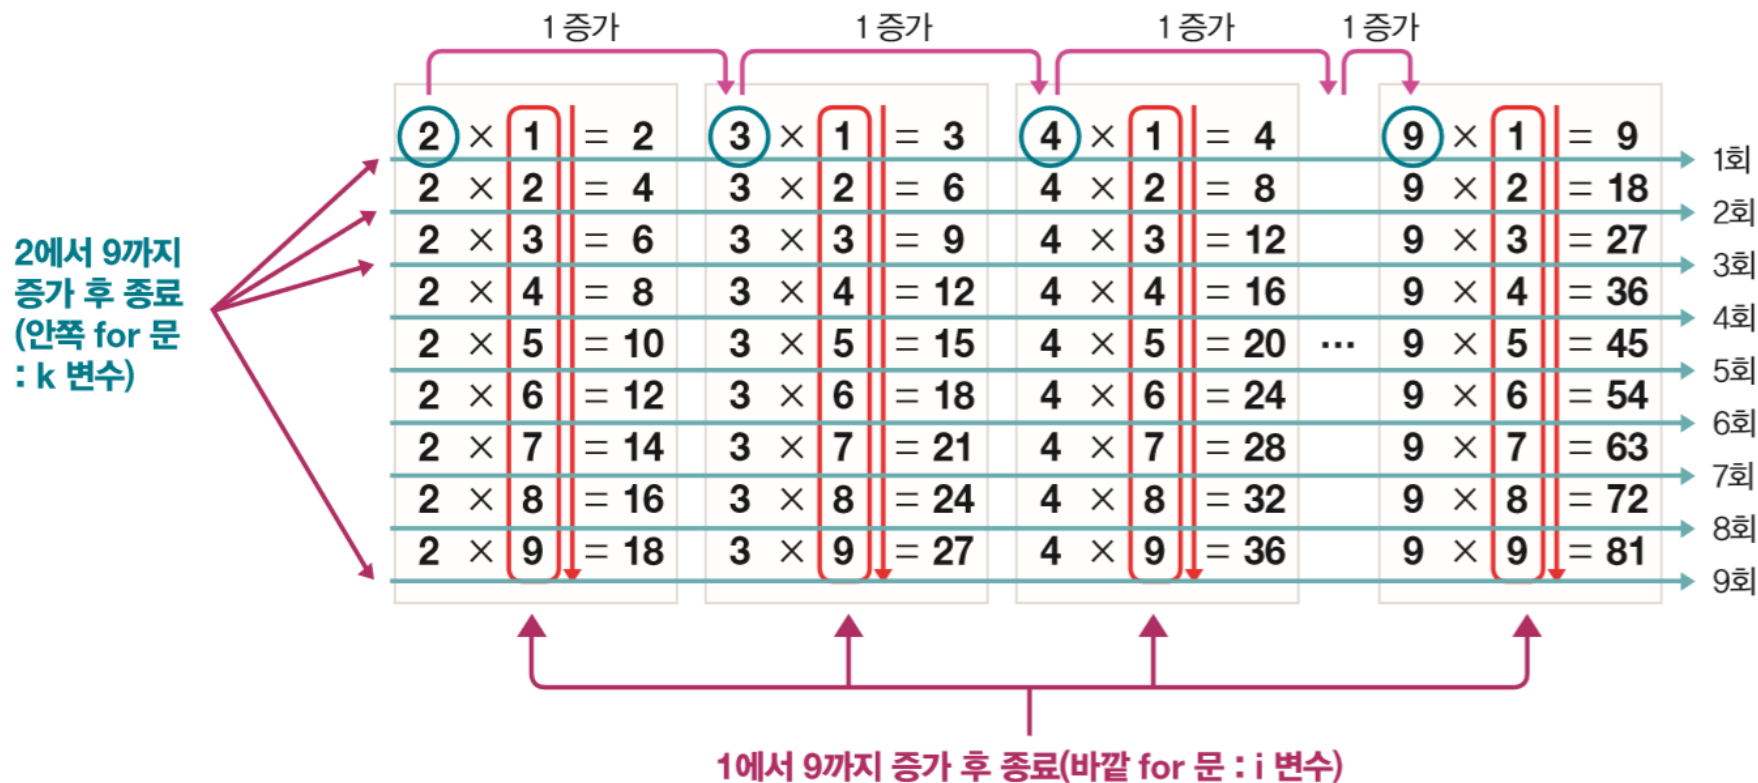 1 증가 1 증가 1 증가 1 증가
2 × 1 = 2 3 × 1 = 3 4 × 1 = 4 9 × 1 = 9
1회
2 × 2 = 4 3 × 2 = 6 4 × 2 = 8 9 × 2 = 18
2회
2 × 3 = 6 3 × 3 = 9 4 × 3 = 12 9 × 3 = 27
3회
2 × 4 = 8 3 × 4 = 12 4 × 4 = 16 9 × 4 = 36
4회
2 × 5 = 10 3 × 5 = 15 4 × 5 = 20 ··· 9 × 5 = 45
5회
2 × 6 = 12 3 × 6 = 18 4 × 6 = 24 9 × 6 = 54
6회
2 × 7 = 14 3 × 7 = 21 4 × 7 = 28 9 × 7 = 63
7회
2 × 8 = 16 3 × 8 = 24 4 × 8 = 32 9 × 8 = 72
8회
2 × 9 = 18 3 × 9 = 27 4 × 9 = 36 9 × 9 = 81
9회
2에서 9까지
증가 후 종료
(안쪽 for 문
: k 변수)
1에서 9까지 증가 후 종료(바깥 for 문 : i 변수)